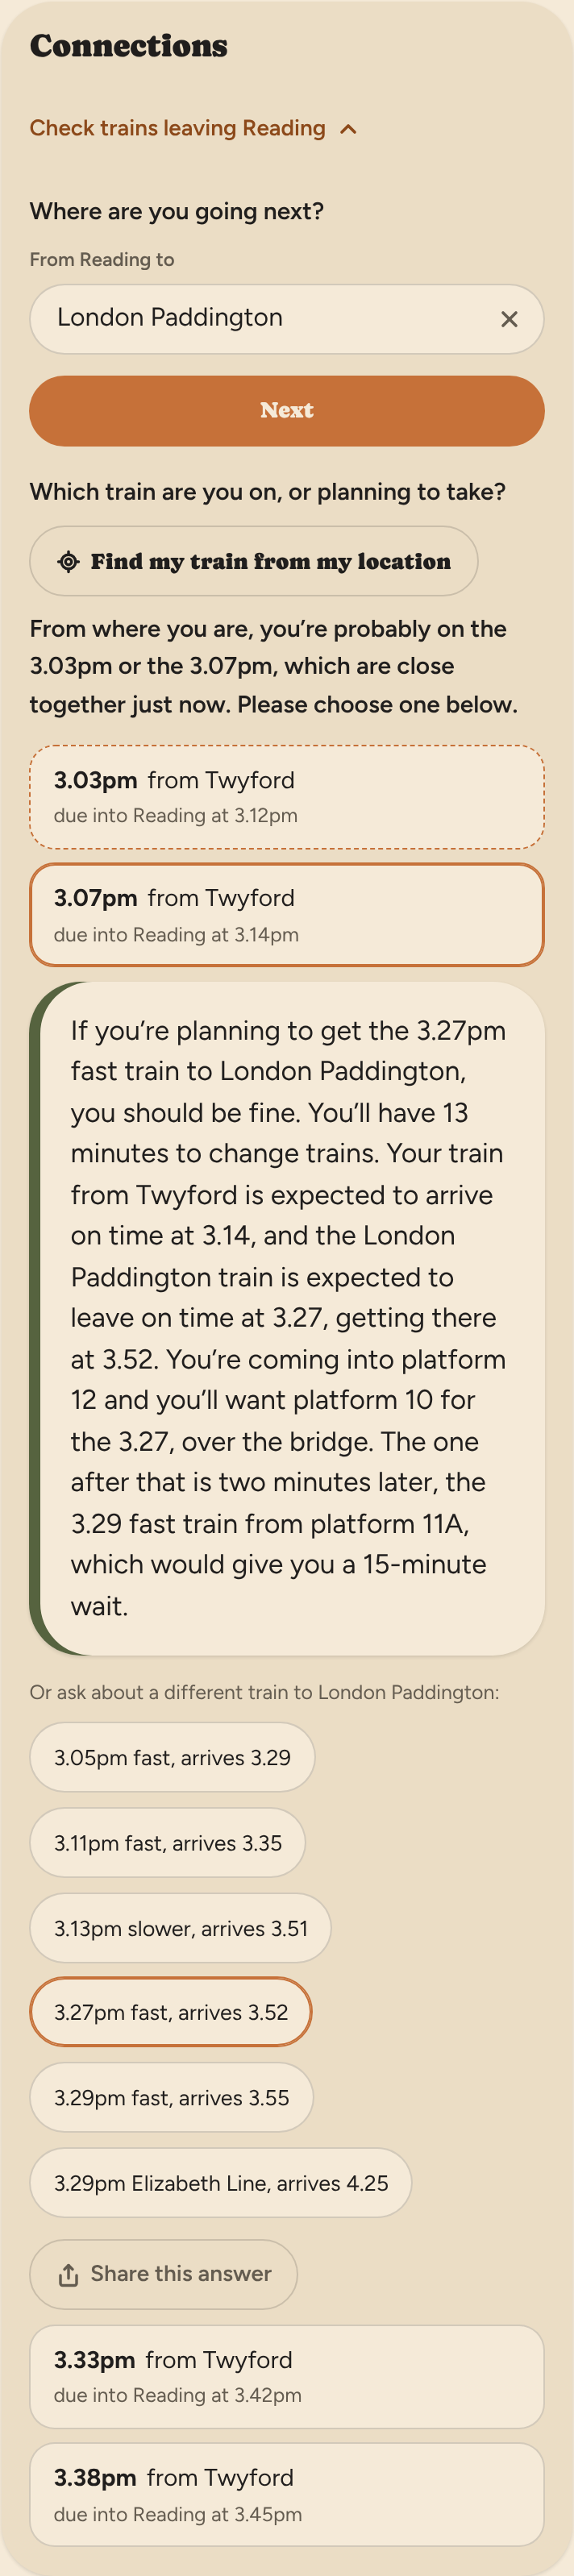 Connections
Check trains leaving Reading
Where are you going next?
From Reading to
London Paddington
Next
Which train are you on, or planning to take?
Find my train from my location
From where you are, you’re probably on the
3.03pm or the 3.07pm, which are close
together just now. Please choose one below.
3.03pm from Twyford
due into Reading at 3.12pm
3.07pm from Twyford
due into Reading at 3.14pm
If you’re planning to get the 3.27pm
fast train to London Paddington,
you should be fine. You’ll have 13
minutes to change trains. Your train
from Twyford is expected to arrive
on time at 3.14, and the London
Paddington train is expected to
leave on time at 3.27, getting there
at 3.52. You’re coming into platform
12 and you’ll want platform 10 for
the 3.27, over the bridge. The one
after that is two minutes later, the
3.29 fast train from platform 11A,
which would give you a 15-minute
wait.
Or ask about a different train to London Paddington:
3.05pm fast, arrives 3.29
3.11pm fast, arrives 3.35
3.13pm slower, arrives 3.51
3.27pm fast, arrives 3.52
3.29pm fast, arrives 3.55
3.29pm Elizabeth Line, arrives 4.25
Share this answer
3.33pm from Twyford
due into Reading at 3.42pm
3.38pm from Twyford
due into Reading at 3.45pm